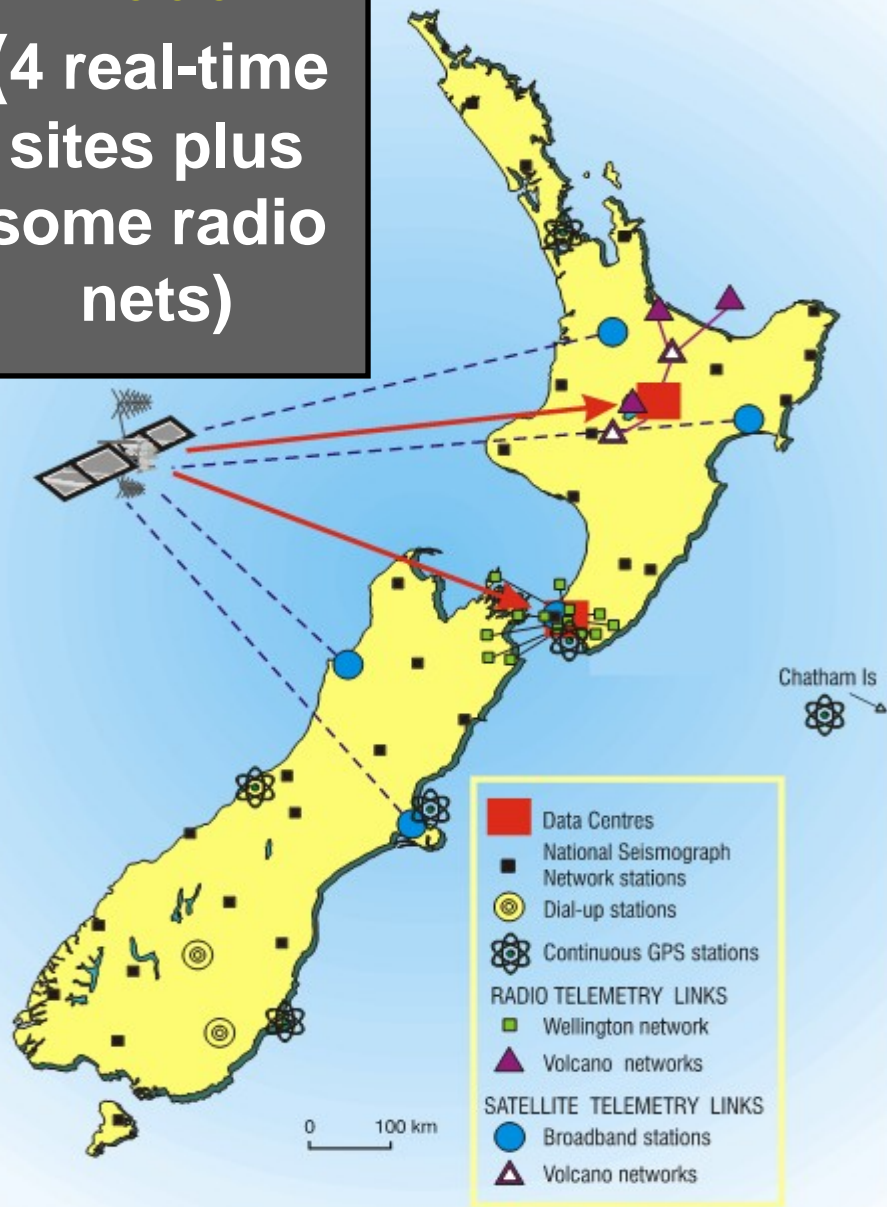 (4 real-time
sites plus
some radio
nets)
Chatham Is
Data Centres
National Seismograph
Network stations
Dial-up stations
Continuous GPS stations
RADIO TELEMETRY LINKS
Wellington network
Volcano networks
SATELLITE TELEMETRY LINKS
Broadband stations
Volcano networks
0 100 km